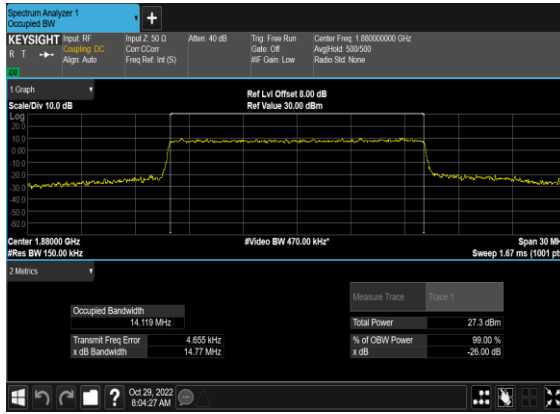 Spectrum Analyzer 1
Occupied BW
+
KEYSIGHT
R T
LXI
Input: RF
Coupling: DC
Align: Auto
Input Z: 50 Ω
Corr CCorr
Freq Ref: Int (S)
Atten: 40 dB
Trig: Free Run
Gate: Off
#IF Gain: Low
Center Freq: 1.880000000 GHz
Avg|Hold: 500/500
Radio Std: None
1 Graph
Scale/Div 10.0 dB
Ref Lvl Offset 8.00 dB
Ref Value 30.00 dBm
Log
20.0
10.0
0.00
-10.0
-20.0
-30.0
-40.0
-50.0
-60.0
Center 1.88000 GHz
#Res BW 150.00 kHz
#Video BW 470.00 kHz*
Span 30 MH
Sweep 1.67 ms (1001 pts
2 Metrics
Measure Trace Trace 1
Occupied Bandwidth
14.119 MHz
Total Power 27.3 dBm
Transmit Freq Error 4.655 kHz
% of OBW Power 99.00 %
x dB Bandwidth 14.77 MHz
x dB -26.00 dB
?
Oct 29, 2022
8:04:27 AM